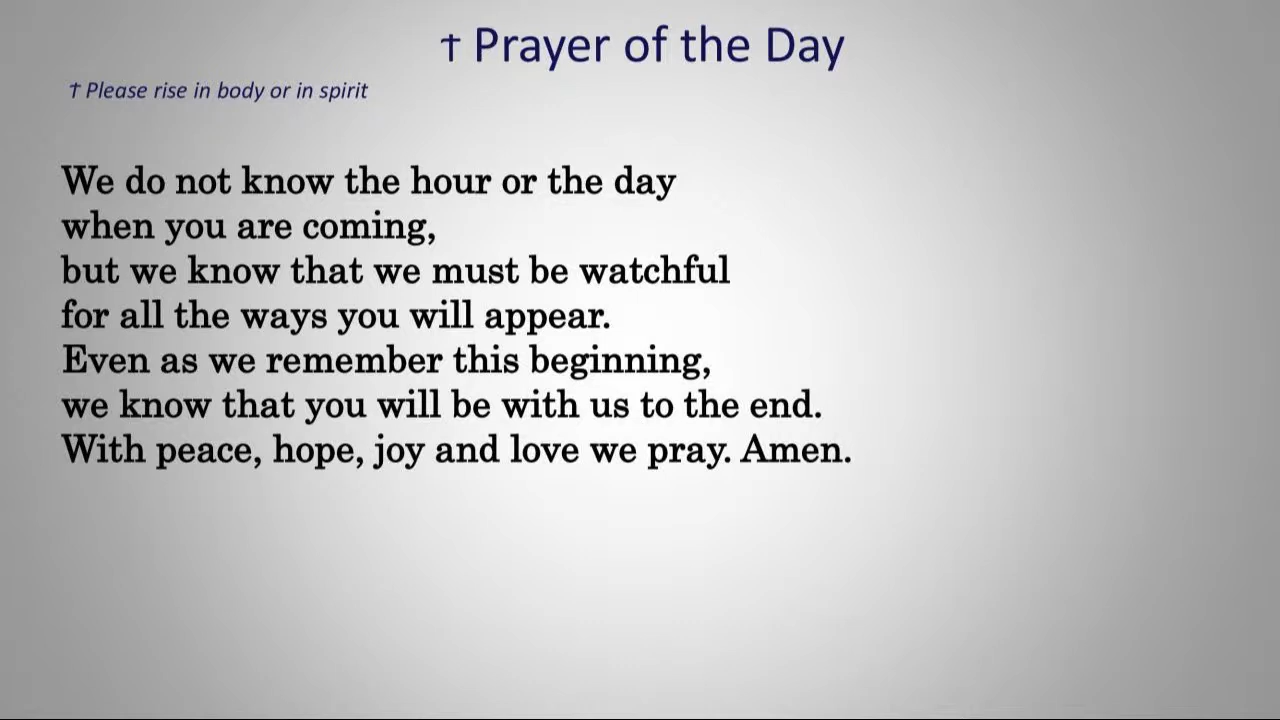 † Prayer of the Day
† Please rise in body or in spirit
We do not know the hour or the day
when you are coming,
but we know that we must be watchful
for all the ways you will appear.
Even as we remember this beginning,
we know that you will be with us to the end.
With peace, hope, joy and love we pray. Amen.